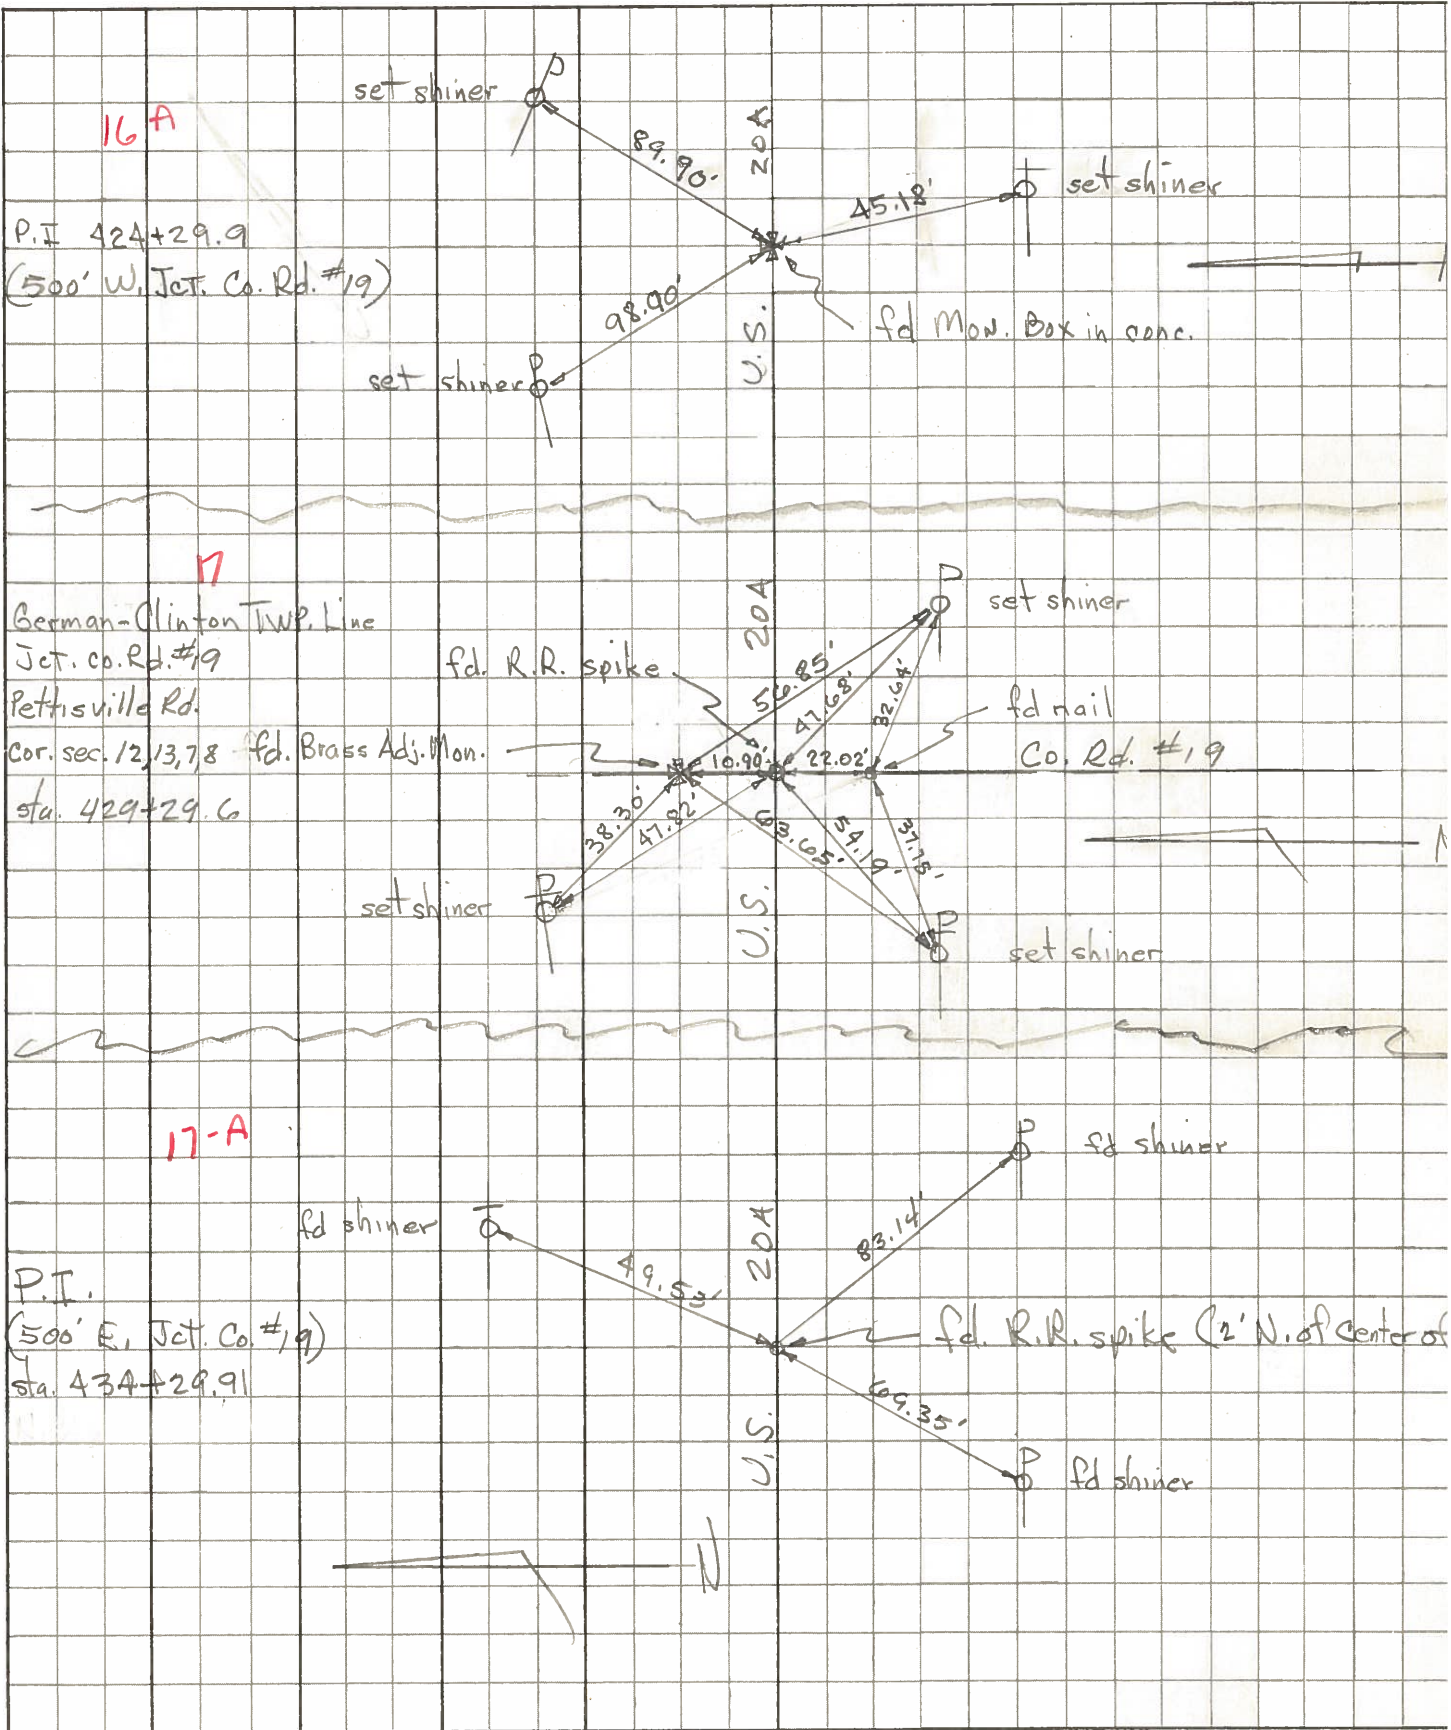 16 A
set shiner
P
89.90'
20A
45.18'
set shiner
P.I 424+29.9
(500' W. Jct. Co. Rd. #19)
98.90'
U.S.
fd Mon. Box in conc.
set shiner
P
17
German-Clinton Twp. Line
Jct. co. Rd. #19
Pettisville Rd.
cor. sec. 12,13,7,8
sta. 429+29.6
20A
P
set shiner
fd. R.R. spike
56.85'
47.68'
32.64'
fd nail
fd. Brass Adj. Mon.
10.90'
22.02'
Co. Rd. #19
38.30'
47.82'
63.65'
54.19'
37.75'
N
set shiner
P
U.S.
P
set shiner
17-A
P
fd shiner
fd shiner
20A
83.14'
49.53'
P.I.
(500' E, Jct. Co. #19)
sta. 434+29.91
fd. R.R. spike (2' N. of Center of
69.35'
U.S.
P
fd shiner
N